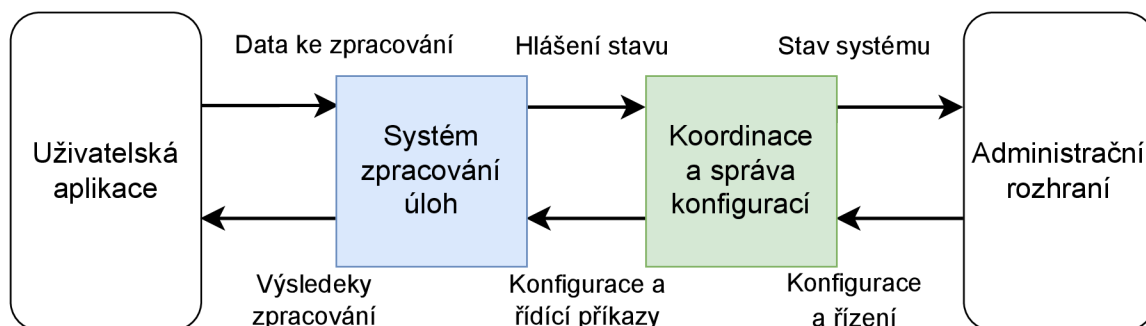 Data ke zpracování
Hlášení stavu
Stav systému
Uživatelská
aplikace
Systém
zpracování
úloh
Koordinace
a správa
konfigurací
Administrační
rozhraní
Výsledeky
zpracování
Konfigurace a
řídící příkazy
Konfigurace
a řízení